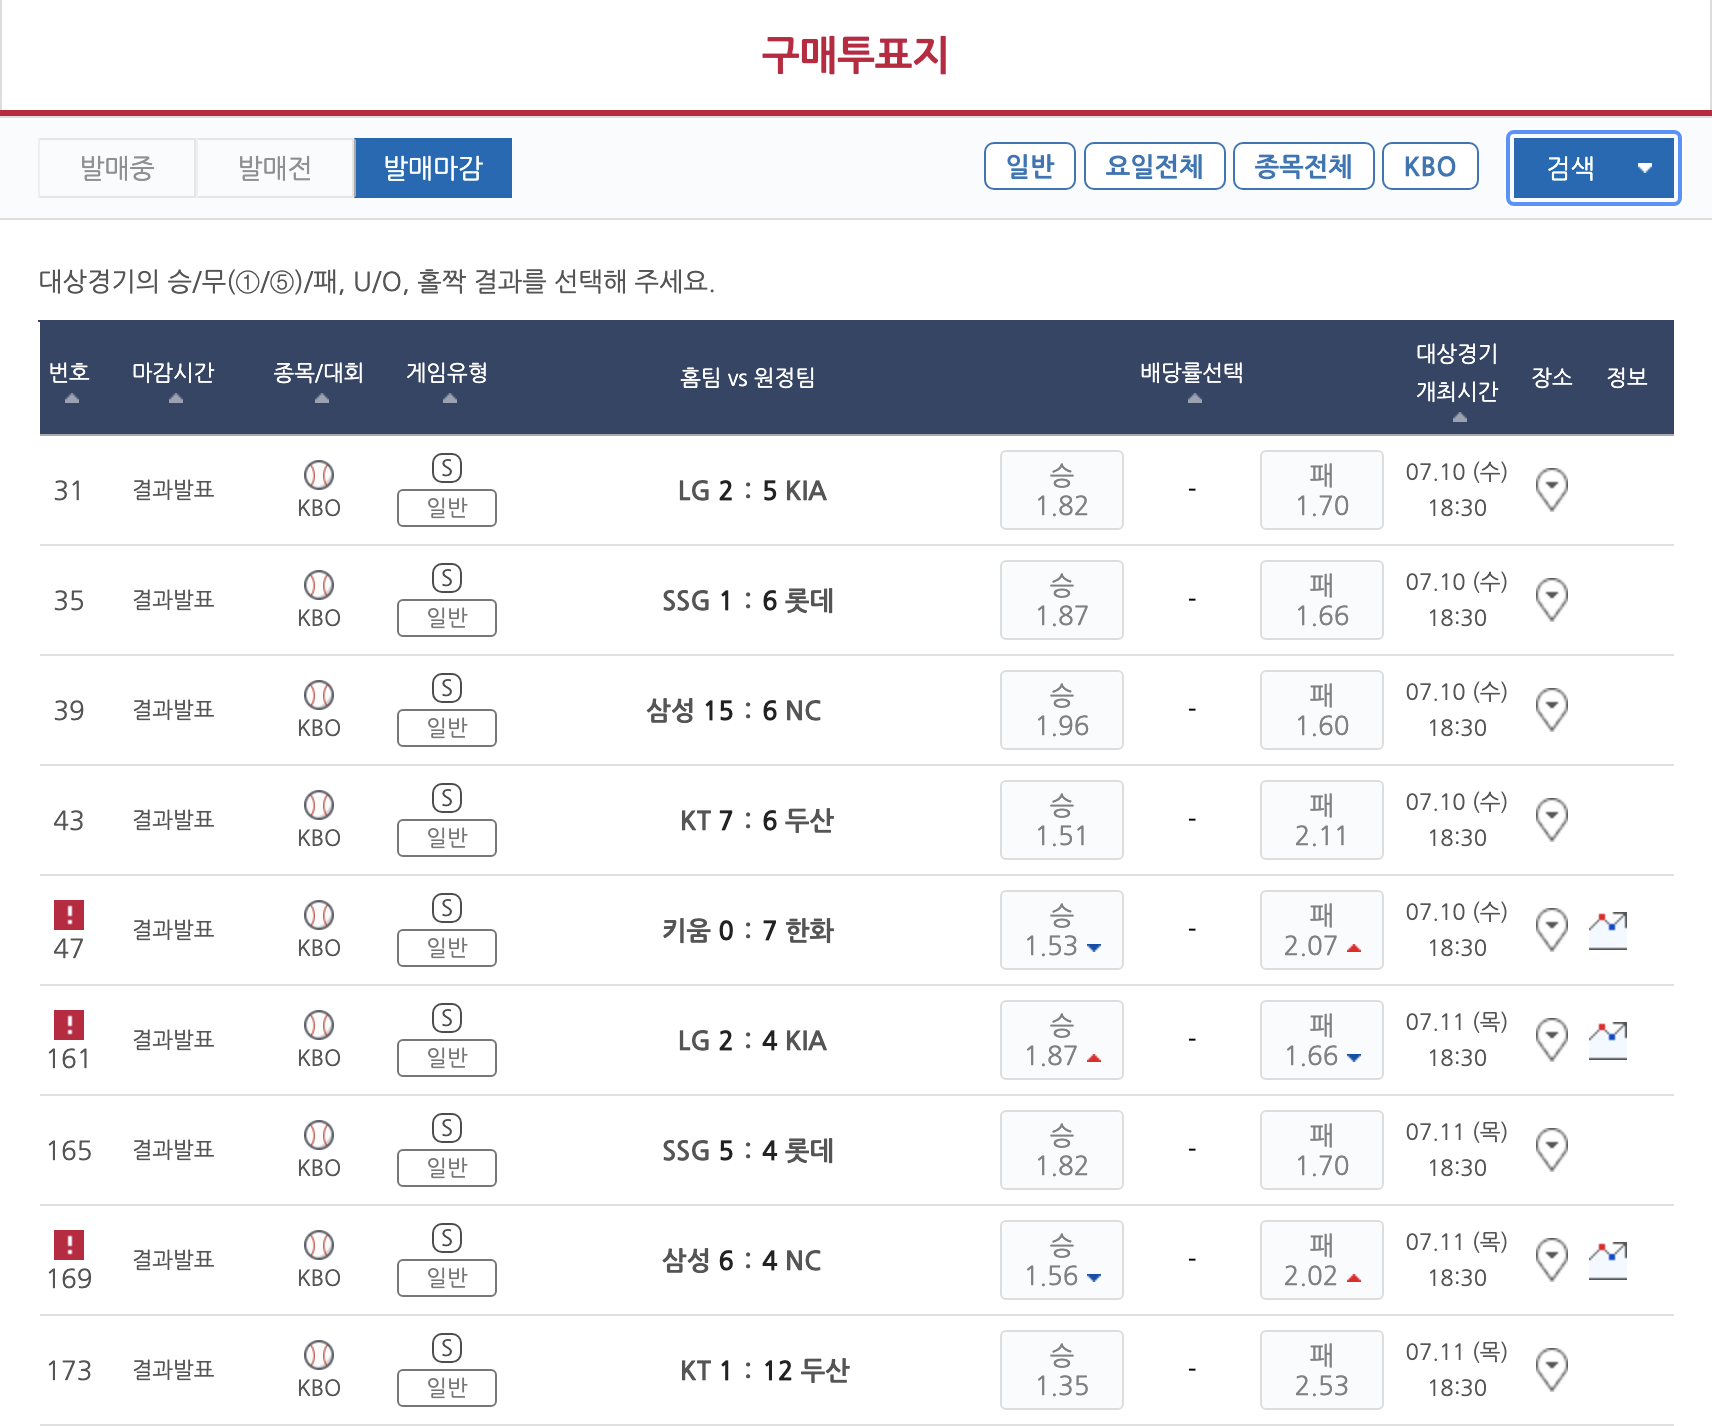 구매투표지
발매중 발매전 발매마감 일반 요일전체 종목전체 KBO 검색
대상경기의 승/무(①/⑤)/패, U/O, 홀짝 결과를 선택해 주세요.
번호 마감시간 종목/대회 게임유형 홈팀 vs 원정팀 배당률선택 대상경기 개최시간 장소 정보
31 결과발표 KBO S 일반 LG 2 : 5 KIA 승 1.82 - 패 1.70 07.10 (수) 18:30
35 결과발표 KBO S 일반 SSG 1 : 6 롯데 승 1.87 - 패 1.66 07.10 (수) 18:30
39 결과발표 KBO S 일반 삼성 15 : 6 NC 승 1.96 - 패 1.60 07.10 (수) 18:30
43 결과발표 KBO S 일반 KT 7 : 6 두산 승 1.51 - 패 2.11 07.10 (수) 18:30
! 47 결과발표 KBO S 일반 키움 0 : 7 한화 승 1.53 - 패 2.07 07.10 (수) 18:30
! 161 결과발표 KBO S 일반 LG 2 : 4 KIA 승 1.87 - 패 1.66 07.11 (목) 18:30
165 결과발표 KBO S 일반 SSG 5 : 4 롯데 승 1.82 - 패 1.70 07.11 (목) 18:30
! 169 결과발표 KBO S 일반 삼성 6 : 4 NC 승 1.56 - 패 2.02 07.11 (목) 18:30
173 결과발표 KBO S 일반 KT 1 : 12 두산 승 1.35 - 패 2.53 07.11 (목) 18:30